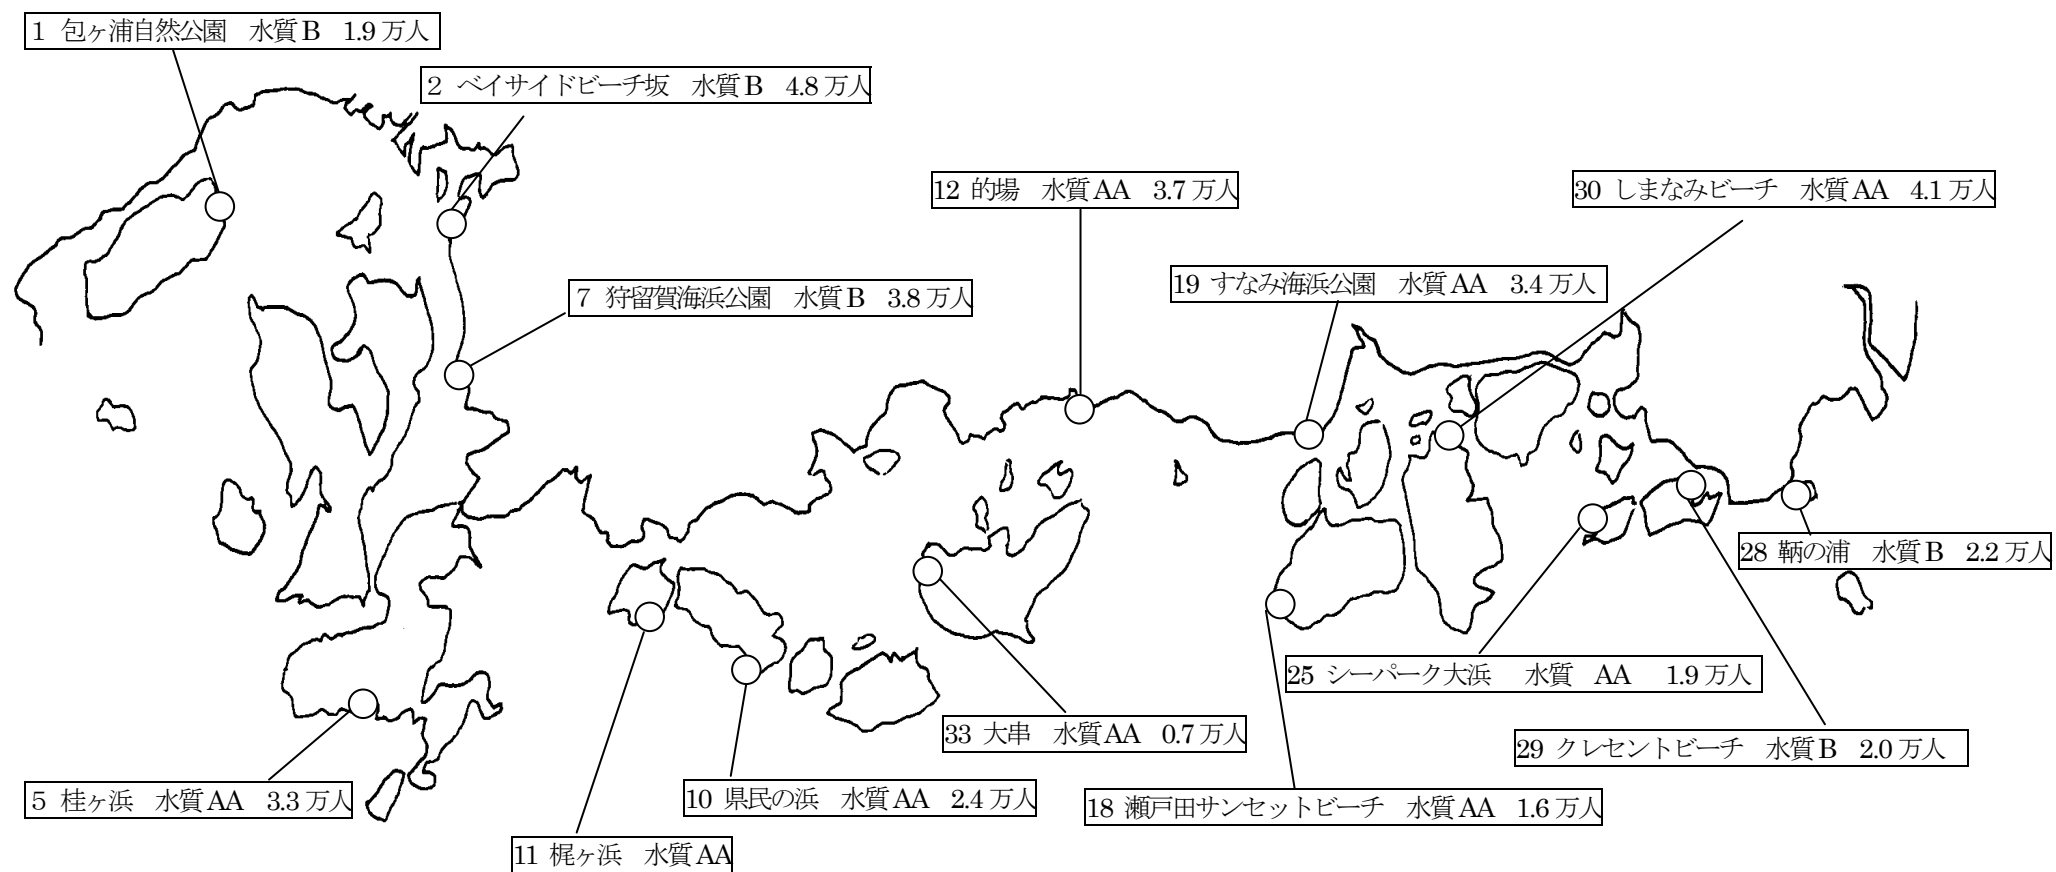 1 包ヶ浦自然公園 水質B 1.9万人
2 ベイサイドビーチ坂 水質B 4.8万人
12 的場 水質AA 3.7万人
30 しまなみビーチ 水質AA 4.1万人
7 狩留賀海浜公園 水質B 3.8万人
19 すなみ海浜公園 水質AA 3.4万人
28 鞆の浦 水質B 2.2万人
25 シーパーク大浜 水質 AA 1.9万人
33 大串 水質AA 0.7万人
29 クレセントビーチ 水質B 2.0万人
5 桂ヶ浜 水質AA 3.3万人
10 県民の浜 水質AA 2.4万人
18 瀬戸田サンセットビーチ 水質AA 1.6万人
11 梶ヶ浜 水質AA